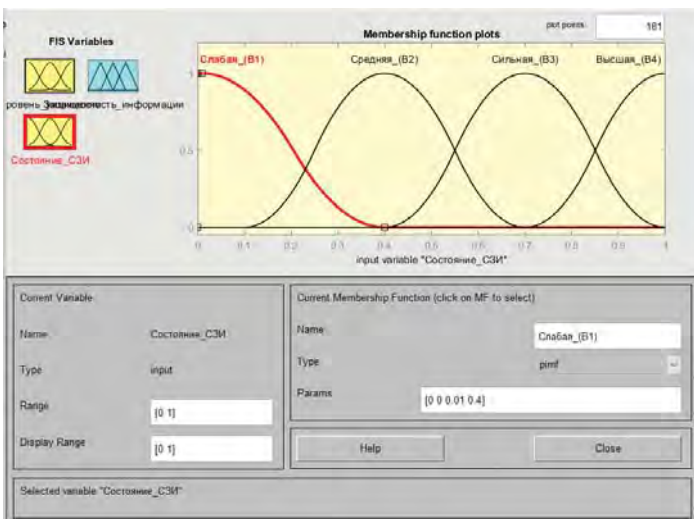 FIS Variables
Membership function plots
plot points:
181
Слабая_(B1)
Средняя_(B2)
Сильная_(B3)
Высшая_(B4)
1
0.5
0
0 0.1 0.2 0.3 0.4 0.5 0.6 0.7 0.8 0.9 1
input variable "Состояние_СЗИ"
Состояние_СЗИ
Current Variable
Name Состояние_СЗИ
Type input
Range [0 1]
Display Range [0 1]
Current Membership Function (click on MF to select)
Name Слабая_(B1)
Type pimf
Params [0 0 0.01 0.4]
Help Close
Selected variable "Состояние_СЗИ"